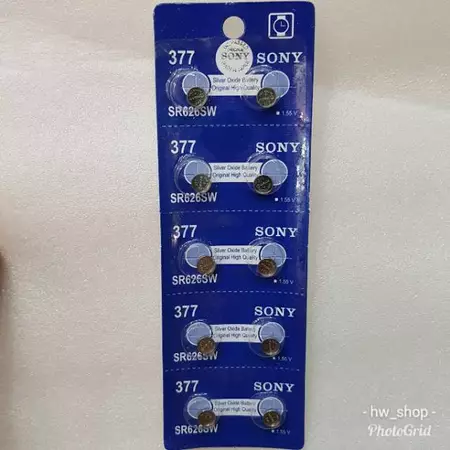 377 SONY
SONY
Silver Oxide Battery
Original High Quality
SR626SW 1.55 V
377 SONY
Silver Oxide Battery
Original High Quality
SR626SW 1.55 V
377 SONY
Silver Oxide Battery
Original High Quality
SR626SW 1.55 V
377 SONY
Silver Oxide Battery
Original High Quality
SR626SW 1.55
377 SONY
Silver Oxide Battery
Original High Quality
SR626SW 1.55 V
- hw_shop -
PhotoGrid